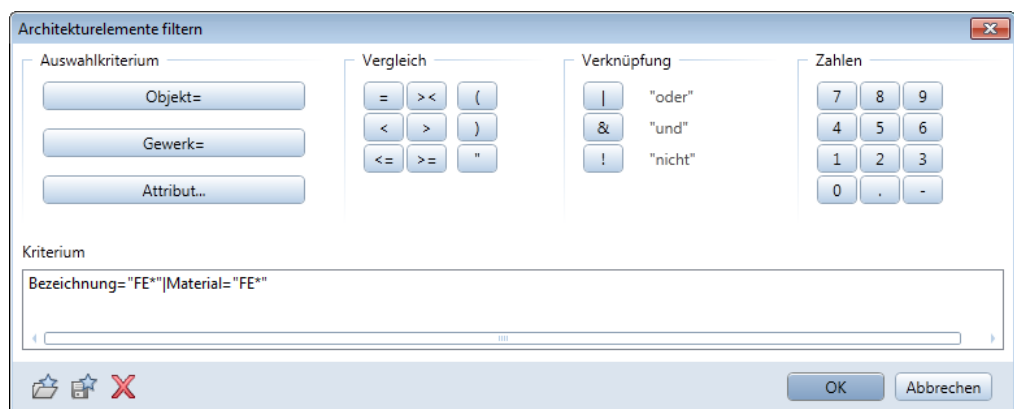 Architekturelemente filtern
Auswahlkriterium Vergleich Verknüpfung Zahlen
Objekt= = >< ( | "oder" 7 8 9
Gewerk= < > ) & "und" 4 5 6
Attribut... <= >= " ! "nicht" 1 2 3
0 . -
Kriterium
Bezeichnung="FE*"|Material="FE*"
OK Abbrechen